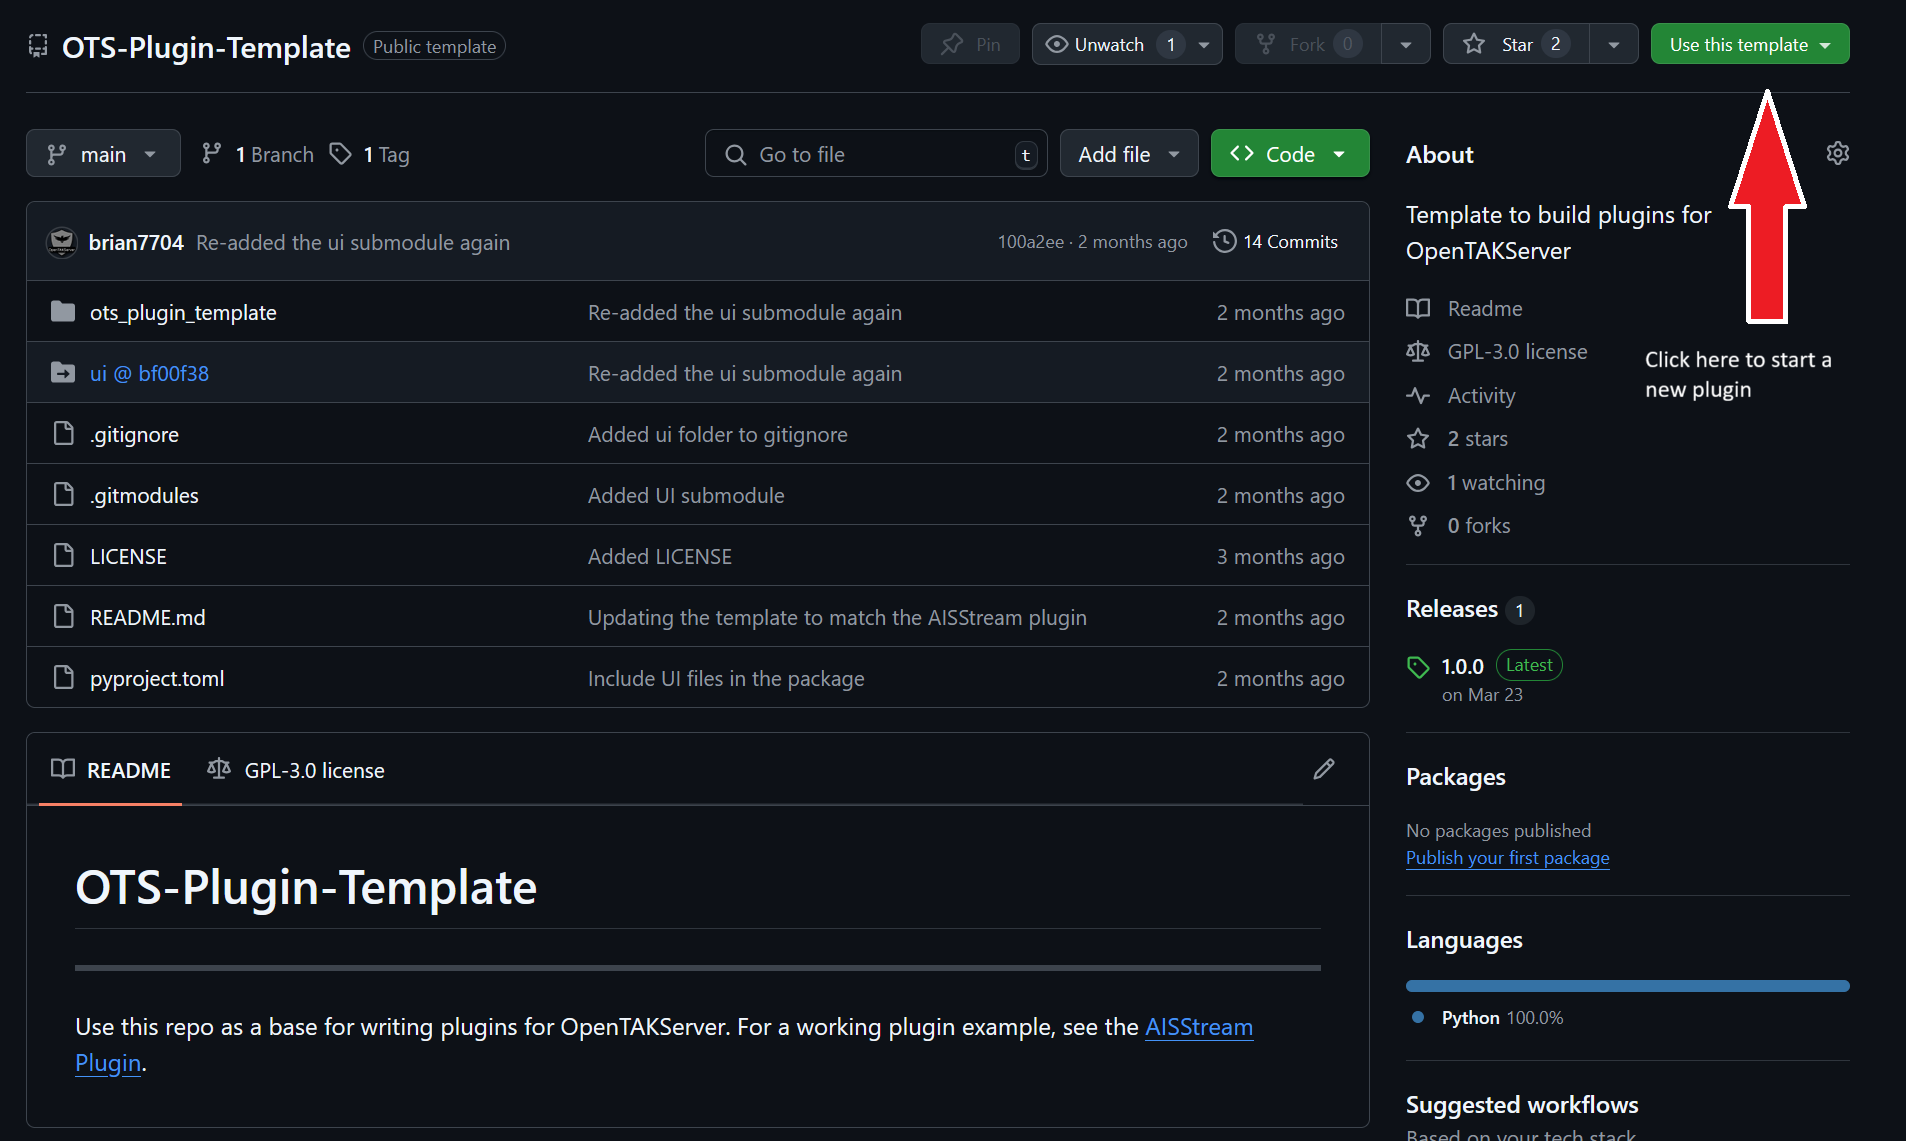 OTS-Plugin-Template Public template
Pin
Unwatch 1
Fork 0
Star 2
Use this template
main
1 Branch
1 Tag
Go to file
t
Add file
Code
brian7704 Re-added the ui submodule again
100a2ee · 2 months ago
14 Commits
ots_plugin_template Re-added the ui submodule again 2 months ago
ui @ bf00f38 Re-added the ui submodule again 2 months ago
.gitignore Added ui folder to gitignore 2 months ago
.gitmodules Added UI submodule 2 months ago
LICENSE Added LICENSE 3 months ago
README.md Updating the template to match the AISStream plugin 2 months ago
pyproject.toml Include UI files in the package 2 months ago
README
GPL-3.0 license
OTS-Plugin-Template
Use this repo as a base for writing plugins for OpenTAKServer. For a working plugin example, see the AISStream
Plugin.
About
Template to build plugins for
OpenTAKServer
Readme
GPL-3.0 license
Activity
2 stars
1 watching
0 forks
Click here to start a
new plugin
Releases 1
1.0.0 Latest
on Mar 23
Packages
No packages published
Publish your first package
Languages
Python 100.0%
Suggested workflows
Based on your tech stack